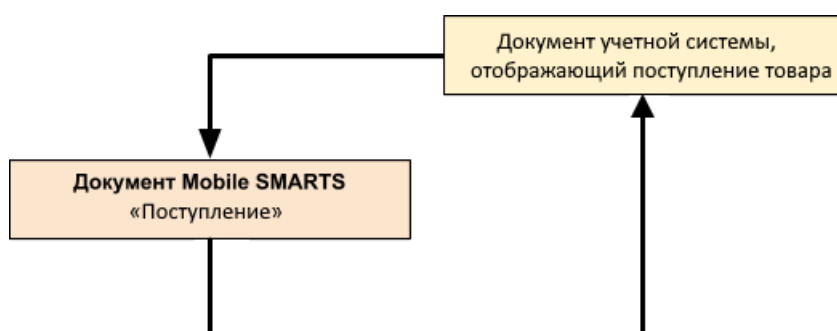 Документ учетной системы,
отображающий поступление товара
Документ Mobile SMARTS
«Поступление»